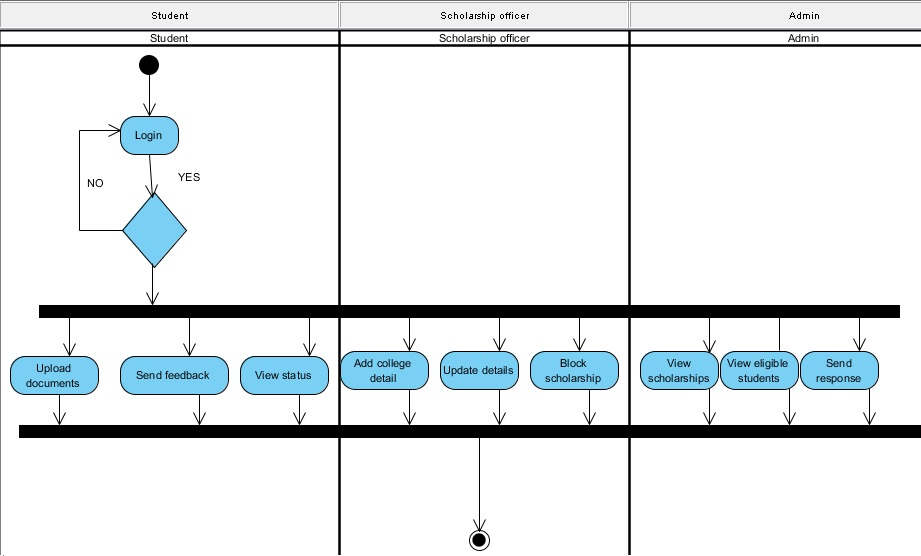 Student
Scholarship officer
Admin
Student
Scholarship officer
Admin
Login
YES
NO
Upload
documents
Send feedback
View status
Add college
detail
Update details
Block
scholarship
View
scholarships
View eligible
students
Send
response